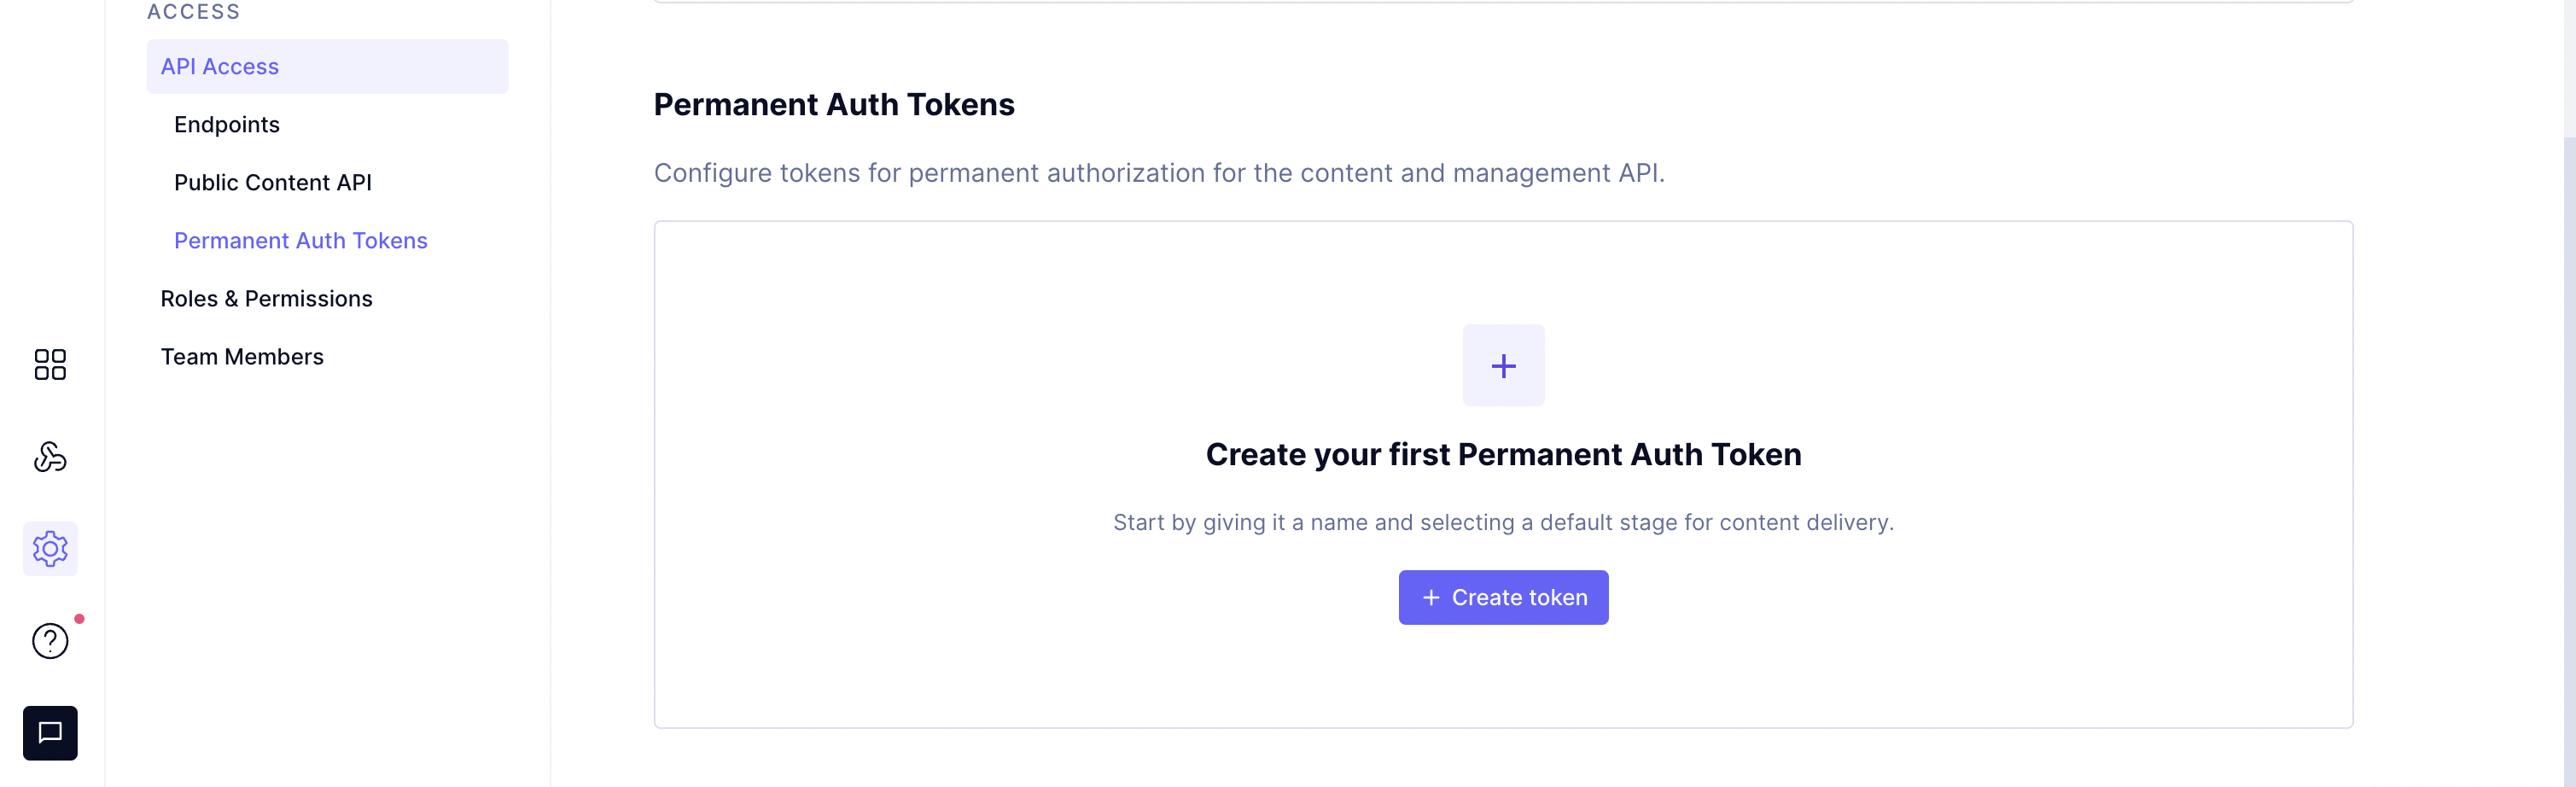 ACCESS
API Access
Endpoints
Public Content API
Permanent Auth Tokens
Roles & Permissions
Team Members
Permanent Auth Tokens
Configure tokens for permanent authorization for the content and management API.
Create your first Permanent Auth Token
Start by giving it a name and selecting a default stage for content delivery.
Create token